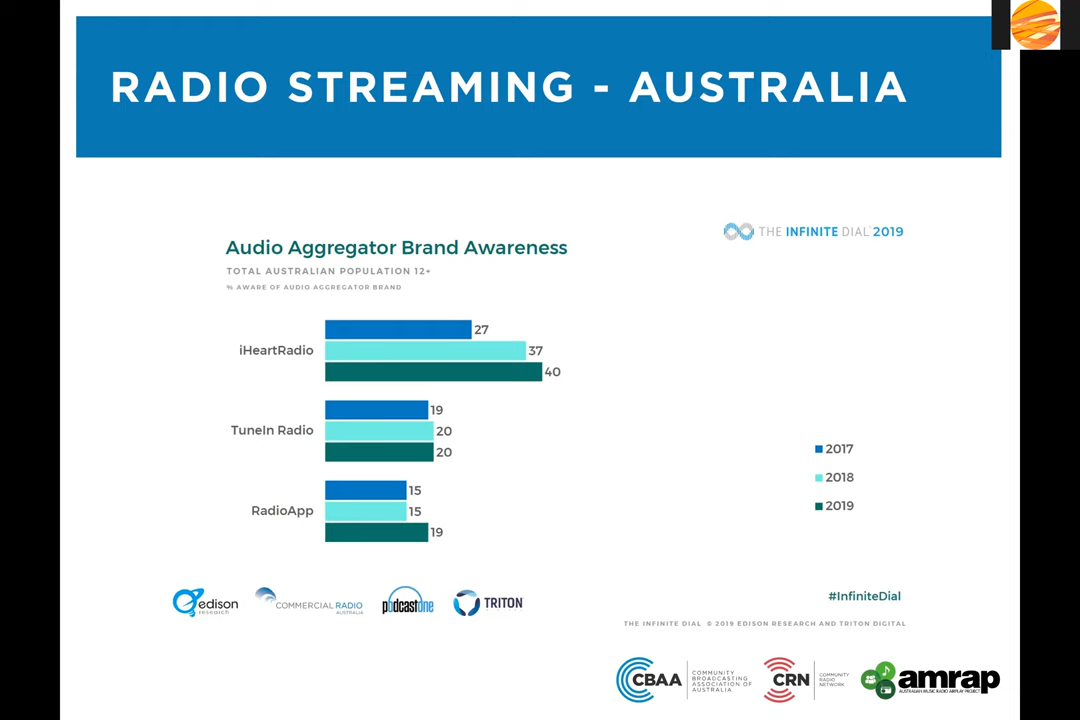 RADIO STREAMING - AUSTRALIA
THE INFINITE DIAL 2019
Audio Aggregator Brand Awareness
TOTAL AUSTRALIAN POPULATION 12+
% AWARE OF AUDIO AGGREGATOR BRAND
iHeartRadio
27
37
40
TuneIn Radio
19
20
20
RadioApp
15
15
19
2017
2018
2019
edison
research
COMMERCIAL RADIO
AUSTRALIA
podcastone
TRITON
#InfiniteDial
THE INFINITE DIAL © 2019 EDISON RESEARCH AND TRITON DIGITAL
CBAA
COMMUNITY
BROADCASTING
ASSOCIATION OF
AUSTRALIA
CRN
COMMUNITY
RADIO
NETWORK
amrap
AUSTRALIAN MUSIC RADIO AIRPLAY PROJECT